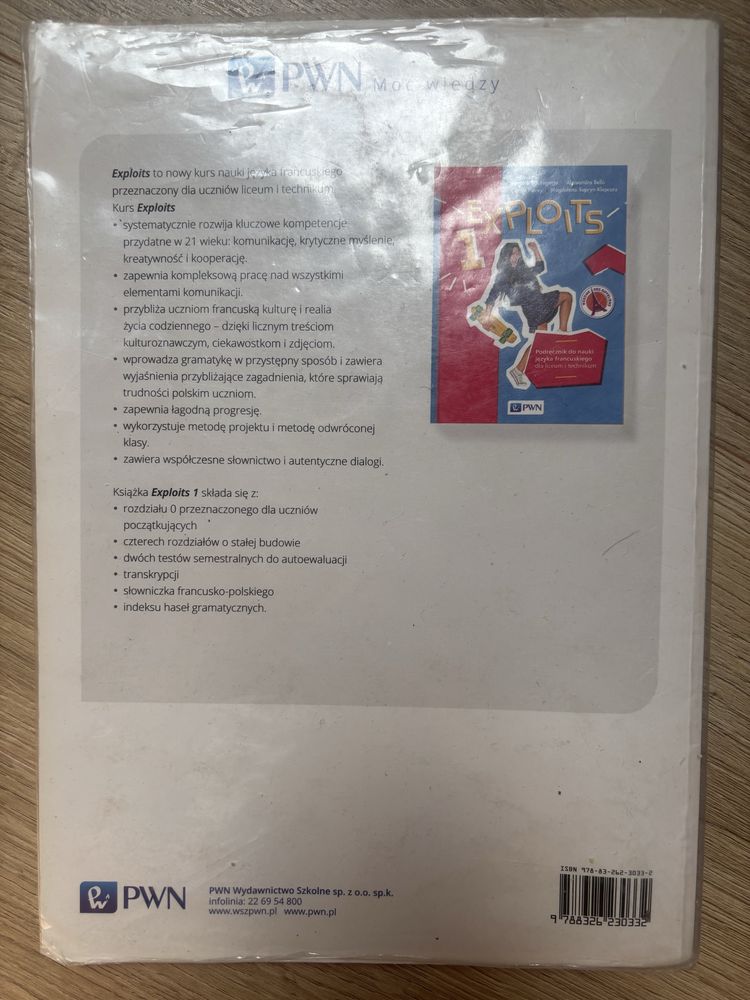 PWN Moc wiedzy
Exploits to nowy kurs nauki języka francuskiego
przeznaczony dla uczniów liceum i technikum
Kurs Exploits
• systematycznie rozwija kluczowe kompetencje
przydatne w 21 wieku: komunikację, krytyczne myślenie,
kreatywność i kooperację.
• zapewnia kompleksową pracę nad wszystkimi
elementami komunikacji.
• przybliża uczniom francuską kulturę i realia
życia codziennego – dzięki licznym treściom
kulturoznawczym, ciekawostkom i zdjęciom.
• wprowadza gramatykę w przystępny sposób i zawiera
wyjaśnienia przybliżające zagadnienia, które sprawiają
trudności polskim uczniom.
• zapewnia łagodną progresję.
• wykorzystuje metodę projektu i metodę odwróconej
klasy.
• zawiera współczesne słownictwo i autentyczne dialogi.
Książka Exploits 1 składa się z:
• rozdziału 0 przeznaczonego dla uczniów
początkujących
• czterech rozdziałów o stałej budowie
• dwóch testów semestralnych do autoewaluacji
• transkrypcji
• słowniczka francusko-polskiego
• indeksu haseł gramatycznych.
Alessandra Bello
Magdalena Supryn-Klepcarz
EXPLOITS
1
Podręcznik do nauki
języka francuskiego
dla liceum i technikum
PWN
PWN
PWN Wydawnictwo Szkolne sp. z o.o. sp.k.
infolinia: 22 69 54 800
www.wszpwn.pl www.pwn.pl
ISBN 978-83-262-3033-2
9 788326 230332